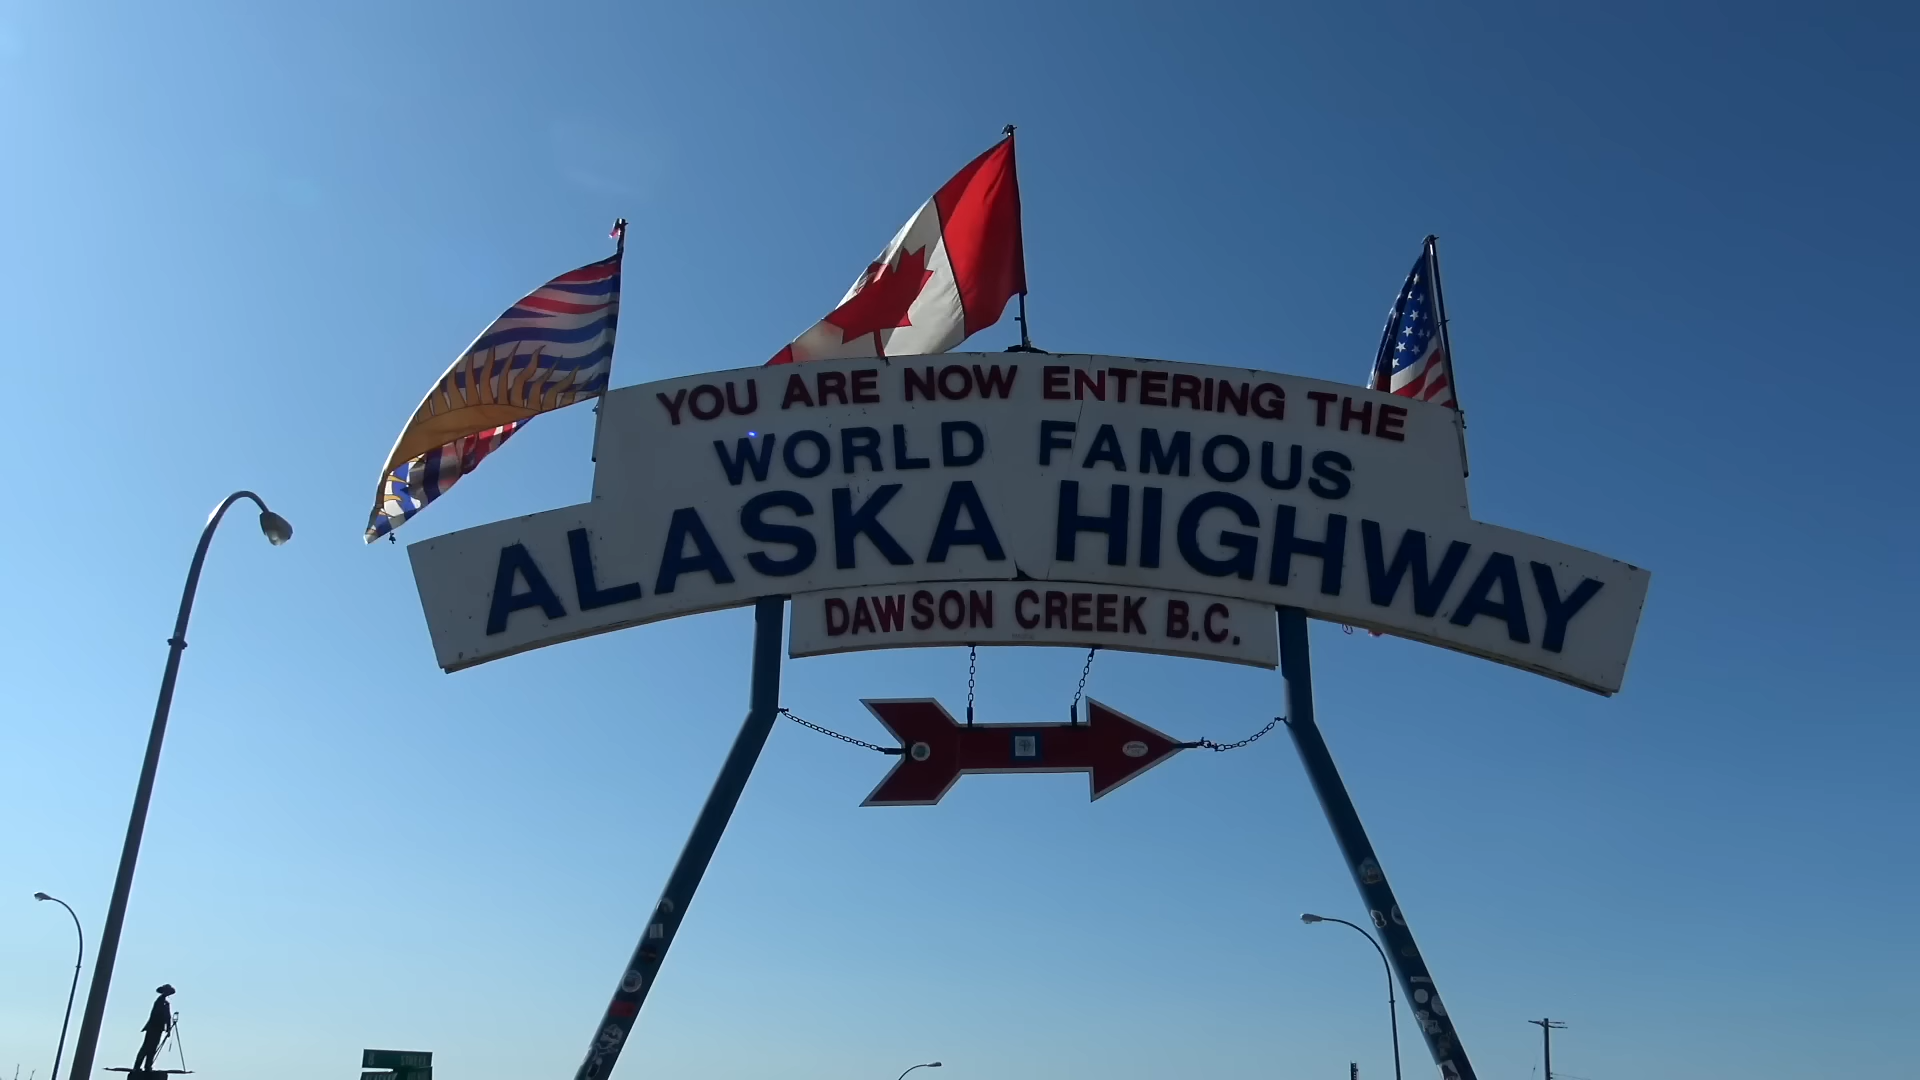 YOU ARE NOW ENTERING THE
WORLD FAMOUS
ALASKA HIGHWAY
DAWSON CREEK B.C.